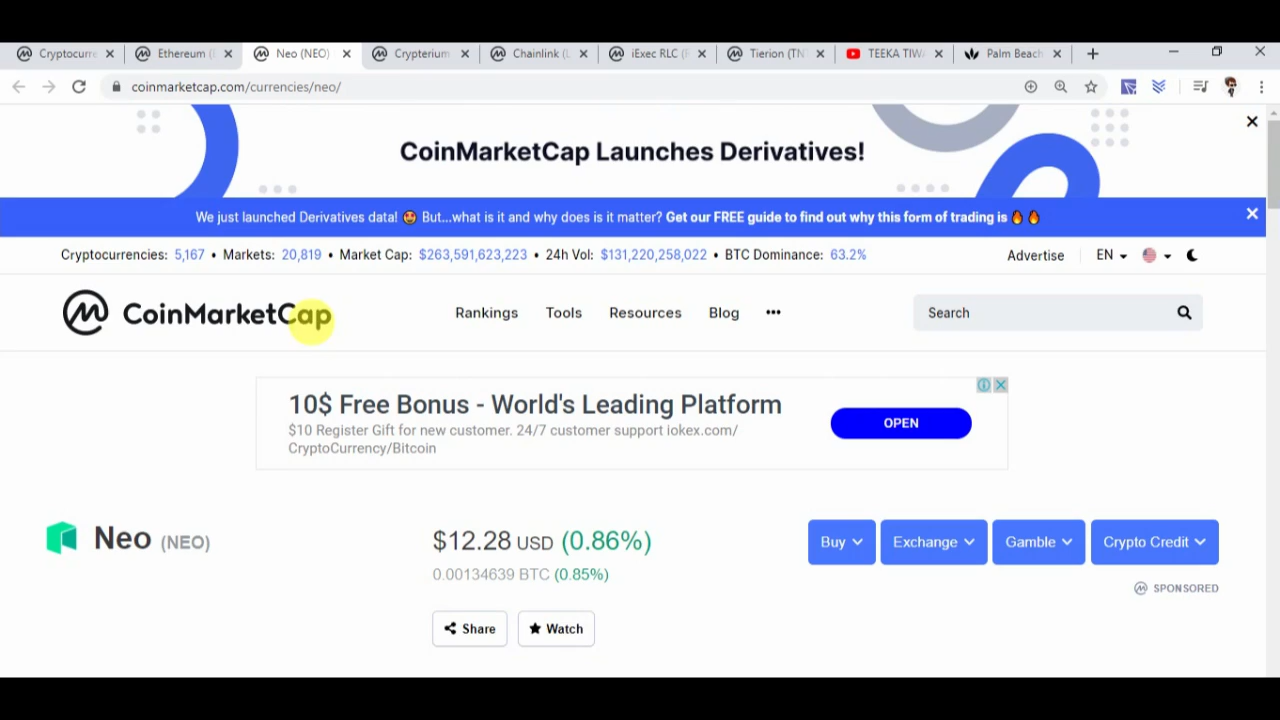 Cryptocurre
Ethereum (
Neo (NEO)
Crypterium
Chainlink (L
iExec RLC (
Tierion (TN
TEEKA TIW
Palm Beach
coinmarketcap.com/currencies/neo/
CoinMarketCap Launches Derivatives!
We just launched Derivatives data! 🤩 But...what is it and why does is it matter? Get our FREE guide to find out why this form of trading is🔥🔥
Cryptocurrencies: 5,167 • Markets: 20,819 • Market Cap: $263,591,623,223 • 24h Vol: $131,220,258,022 • BTC Dominance: 63.2%
Advertise
EN
CoinMarketCap
Rankings
Tools
Resources
Blog
•••
Search
10$ Free Bonus - World's Leading Platform
$10 Register Gift for new customer. 24/7 customer support iokex.com/
CryptoCurrency/Bitcoin
OPEN
Neo (NEO)
$12.28 USD (0.86%)
0.00134639 BTC (0.85%)
Buy
Exchange
Gamble
Crypto Credit
SPONSORED
Share
Watch